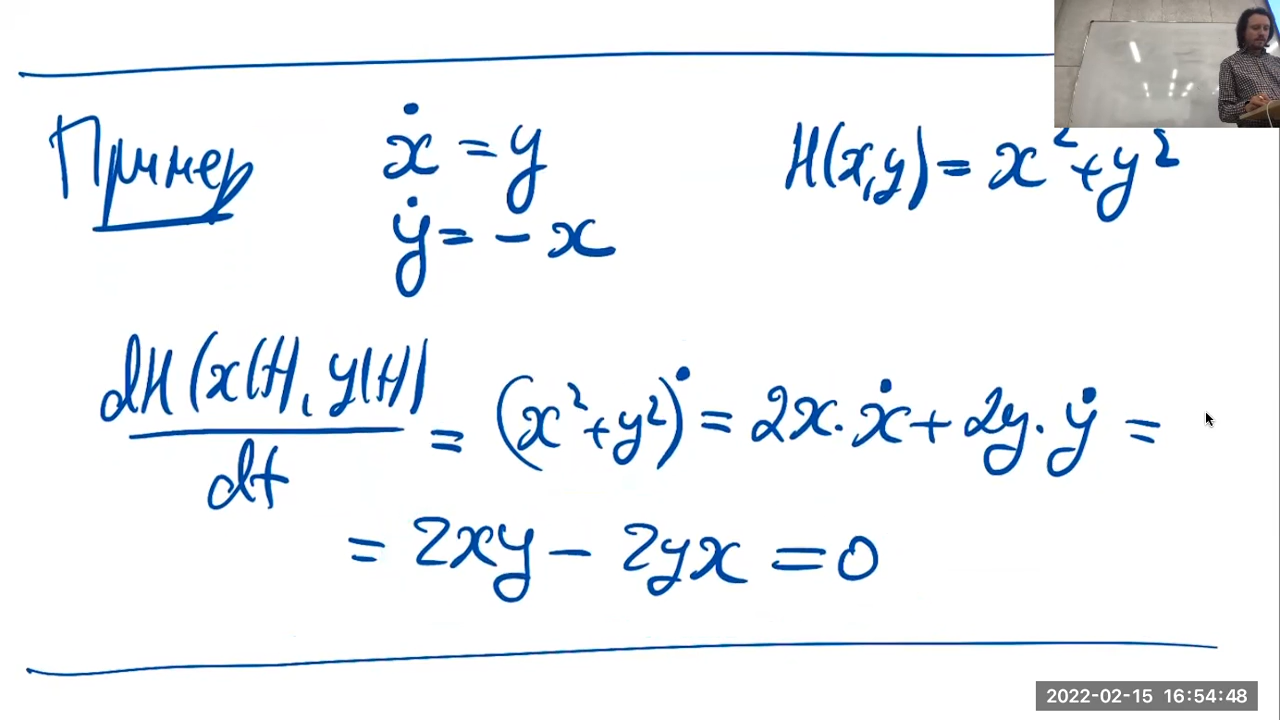 Пример ẋ = y H(x,y) = x² + y²
ẏ = - x
dH(x(t), y(t))/dt = (x² + y²)˙ = 2x · ẋ + 2y · ẏ =
= 2xy - 2yx = 0
2022-02-15 16:54:48